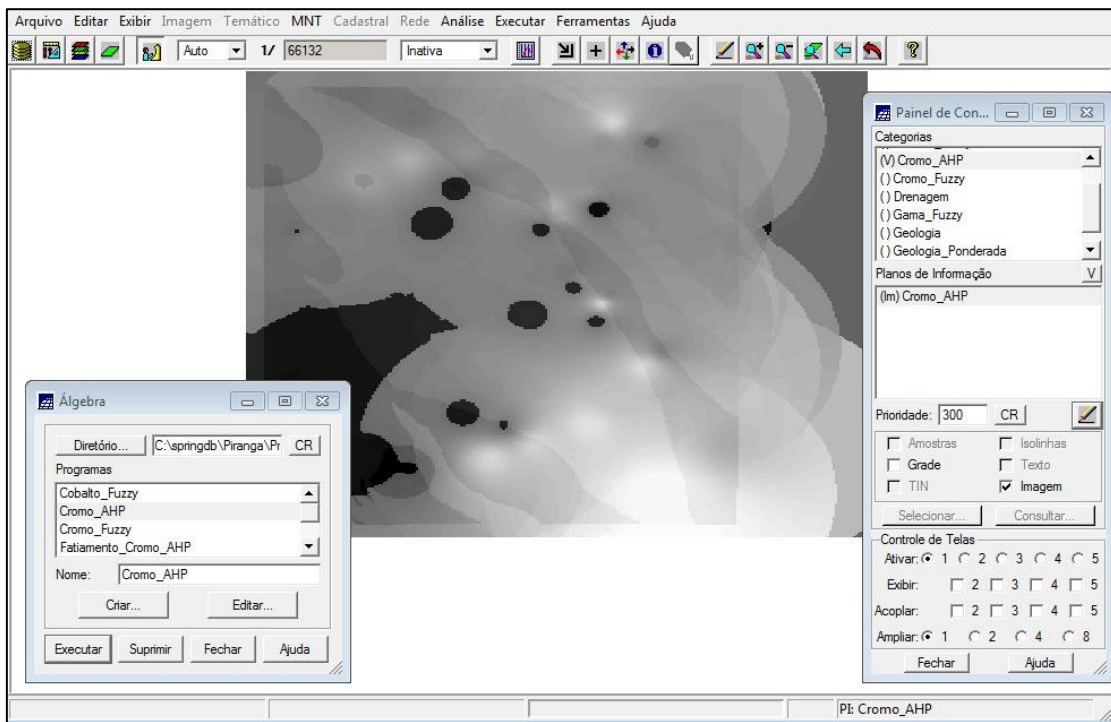 Arquivo Editar Exibir Imagem Temático MNT Cadastral Rede Análise Executar Ferramentas Ajuda
Auto 1/ 66132 Inativa
Painel de Con...
Categorias
(V) Cromo_AHP
( ) Cromo_Fuzzy
( ) Drenagem
( ) Gama_Fuzzy
( ) Geologia
( ) Geologia_Ponderada
Planos de Informação V
(Im) Cromo_AHP
Prioridade: 300 CR
Amostras Isolinhas
Grade Texto
TIN Imagem
Selecionar... Consultar...
Controle de Telas
Ativar: 1 2 3 4 5
Exibir: 2 3 4 5
Acoplar: 2 3 4 5
Ampliar: 1 2 4 8
Fechar Ajuda
Álgebra
Diretório... C:\springdb\Piranga\Pr CR
Programas
Cobalto_Fuzzy
Cromo_AHP
Cromo_Fuzzy
Fatiamento_Cromo_AHP
Nome: Cromo_AHP
Criar... Editar...
Executar Suprimir Fechar Ajuda
PI: Cromo_AHP